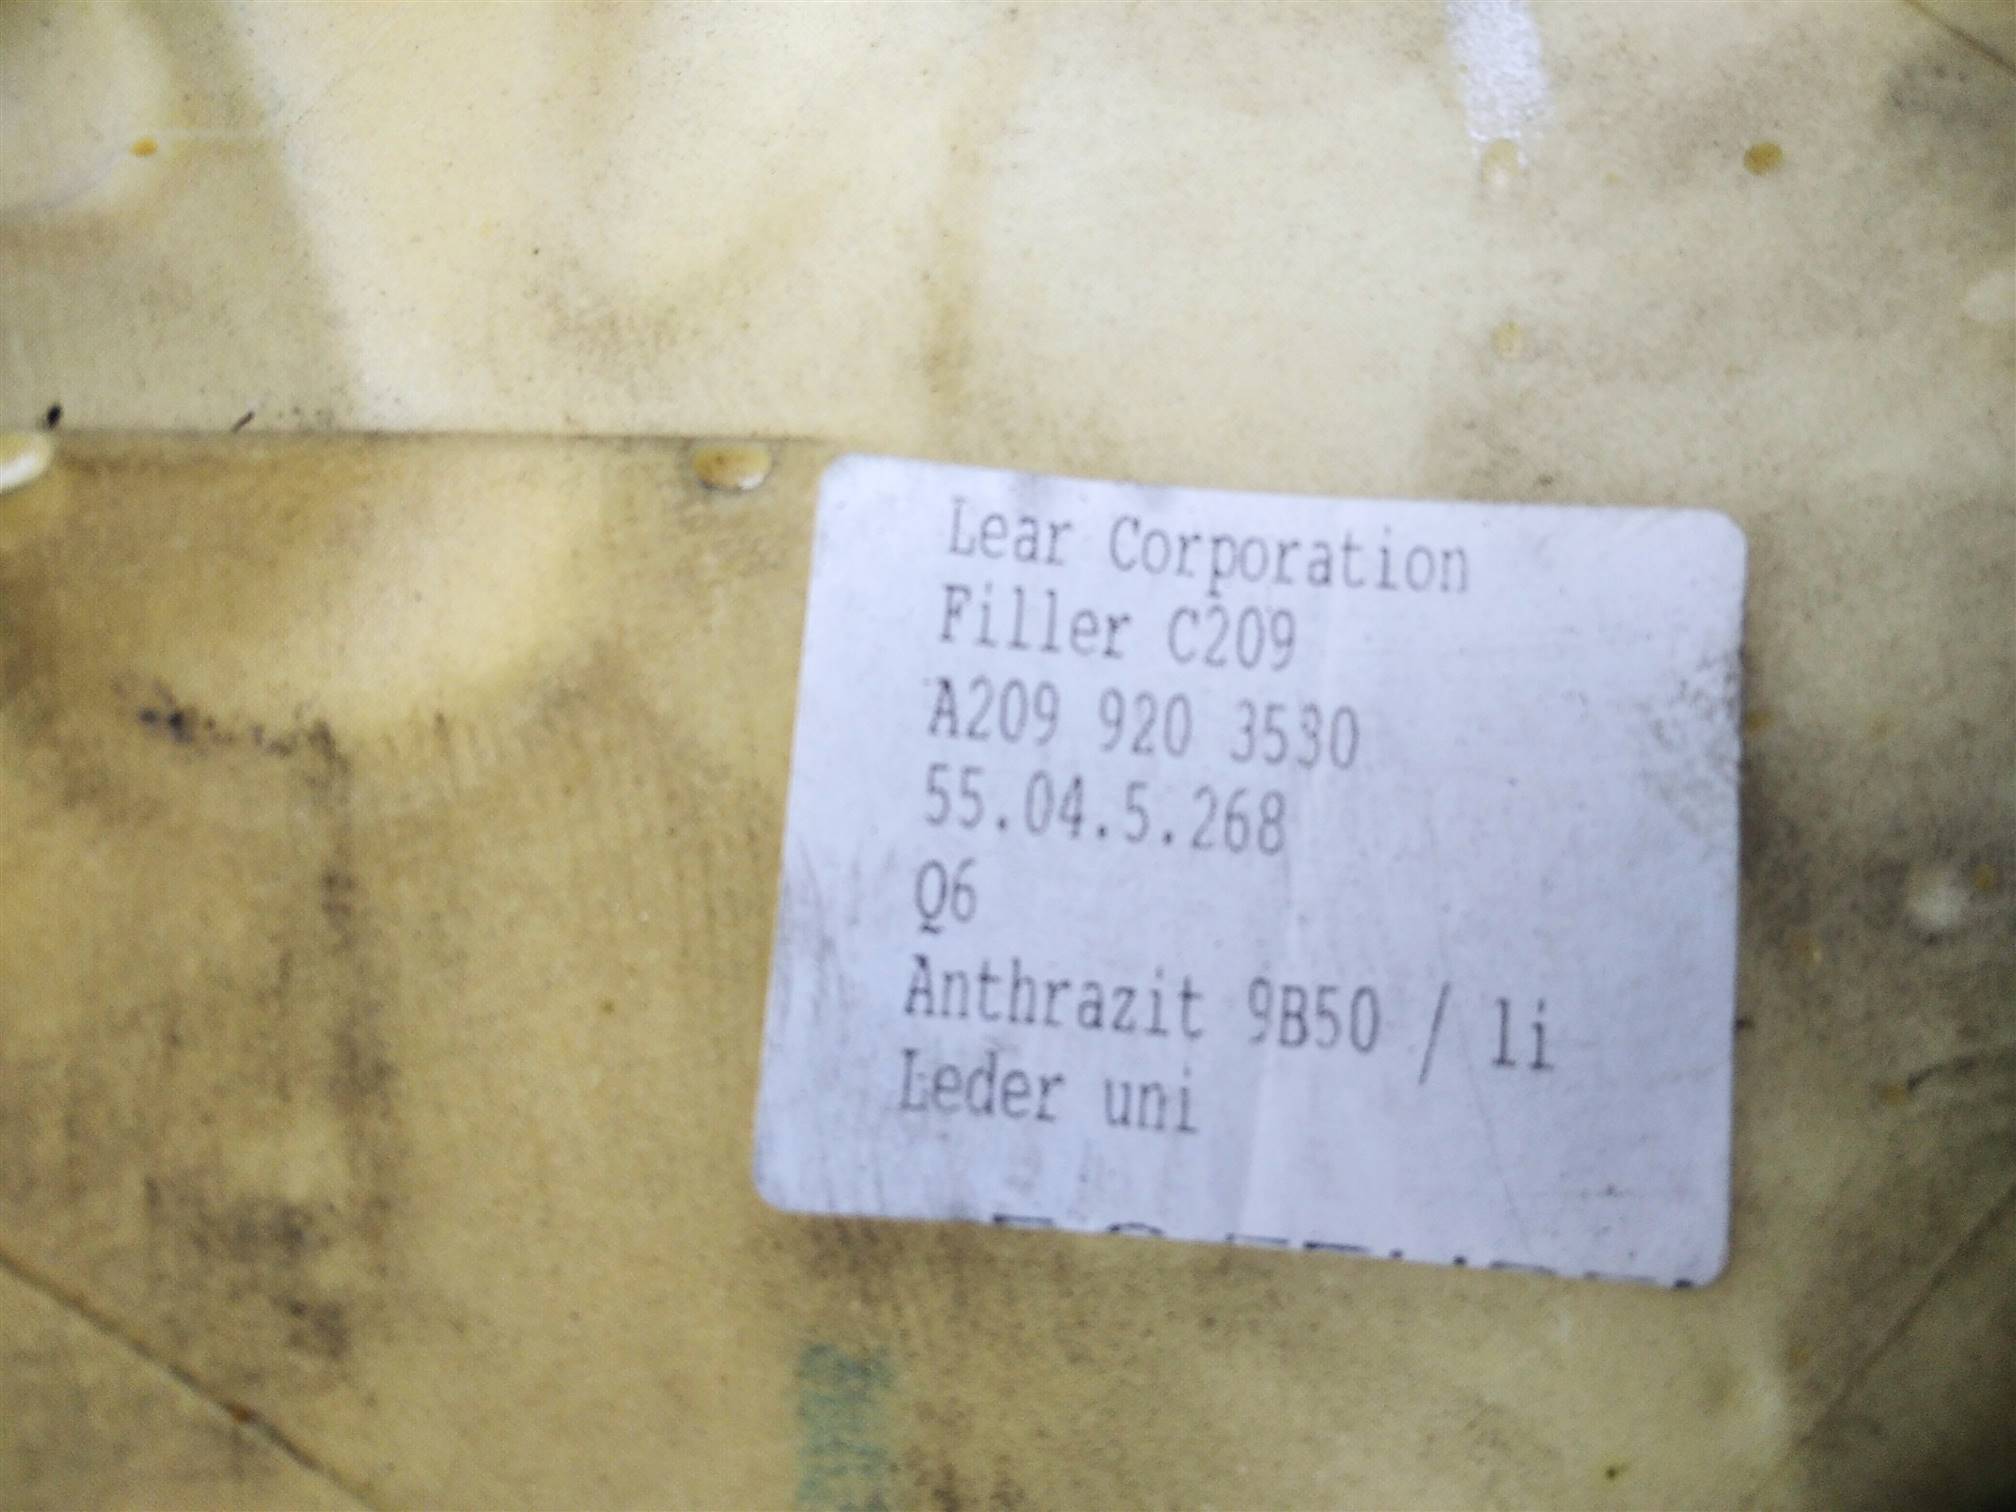 Lear Corporation
Filler C209
A209 920 3530
55.04.5.268
Q6
Anthrazit 9B50 / li
Leder uni